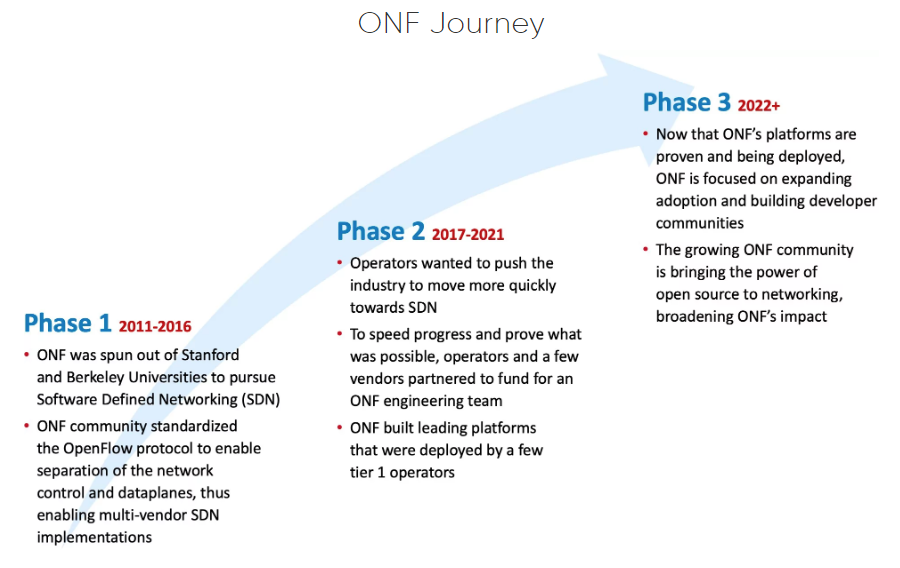 ONF Journey
Phase 1 2011-2016
• ONF was spun out of Stanford
and Berkeley Universities to pursue
Software Defined Networking (SDN)
• ONF community standardized
the OpenFlow protocol to enable
separation of the network
control and dataplanes, thus
enabling multi-vendor SDN
implementations
Phase 2 2017-2021
• Operators wanted to push the
industry to move more quickly
towards SDN
• To speed progress and prove what
was possible, operators and a few
vendors partnered to fund for an
ONF engineering team
• ONF built leading platforms
that were deployed by a few
tier 1 operators
Phase 3 2022+
• Now that ONF’s platforms are
proven and being deployed,
ONF is focused on expanding
adoption and building developer
communities
• The growing ONF community
is bringing the power of
open source to networking,
broadening ONF’s impact